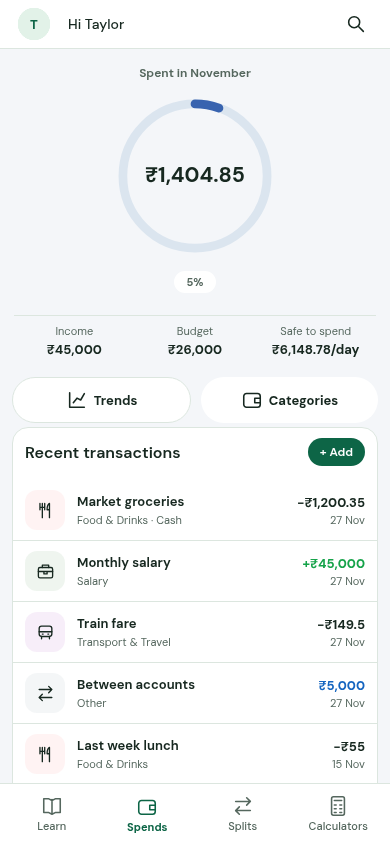 T
Hi Taylor
Spent in November
₹1,404.85
5%
Income
Budget
Safe to spend
₹45,000
₹26,000
₹6,148.78/day
Trends
Categories
Recent transactions
+ Add
Market groceries
-₹1,200.35
Food & Drinks · Cash
27 Nov
Monthly salary
+₹45,000
Salary
27 Nov
Train fare
-₹149.5
Transport & Travel
27 Nov
Between accounts
₹5,000
Other
27 Nov
Last week lunch
-₹55
Food & Drinks
15 Nov
Learn
Spends
Splits
Calculators